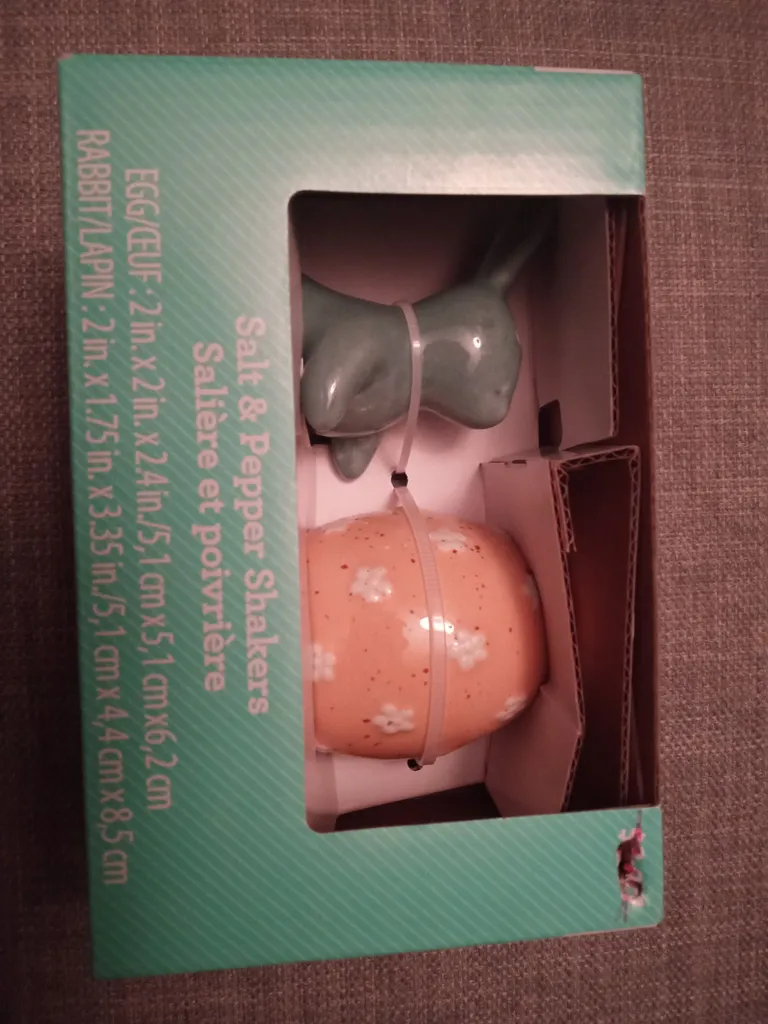 Salt & Pepper Shakers
Salière et poivrière
EGG/ŒUF : 2 in. x 2 in. x 2.4 in./5,1 cm x 5,1 cm x 6,2 cm
RABBIT/LAPIN : 2 in. x 1.75 in. x 3.35 in./5,1 cm x 4,4 cm x 8,5 cm